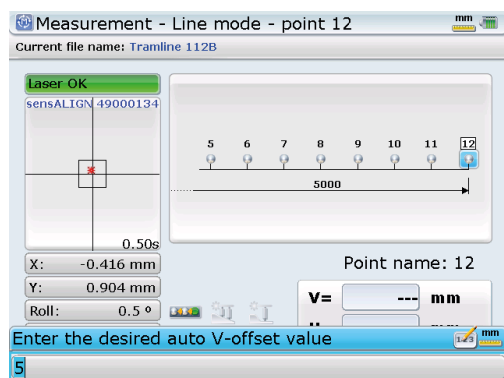 Measurement - Line mode - point 12
mm
Current file name: Tramline 112B
Laser OK
sensALIGN 49000134
5 6 7 8 9 10 11 12
5000
0.50s
X: -0.416 mm
Point name: 12
Y: 0.904 mm
V= --- mm
Roll: 0.5 º
Enter the desired auto V-offset value
123
mm
5